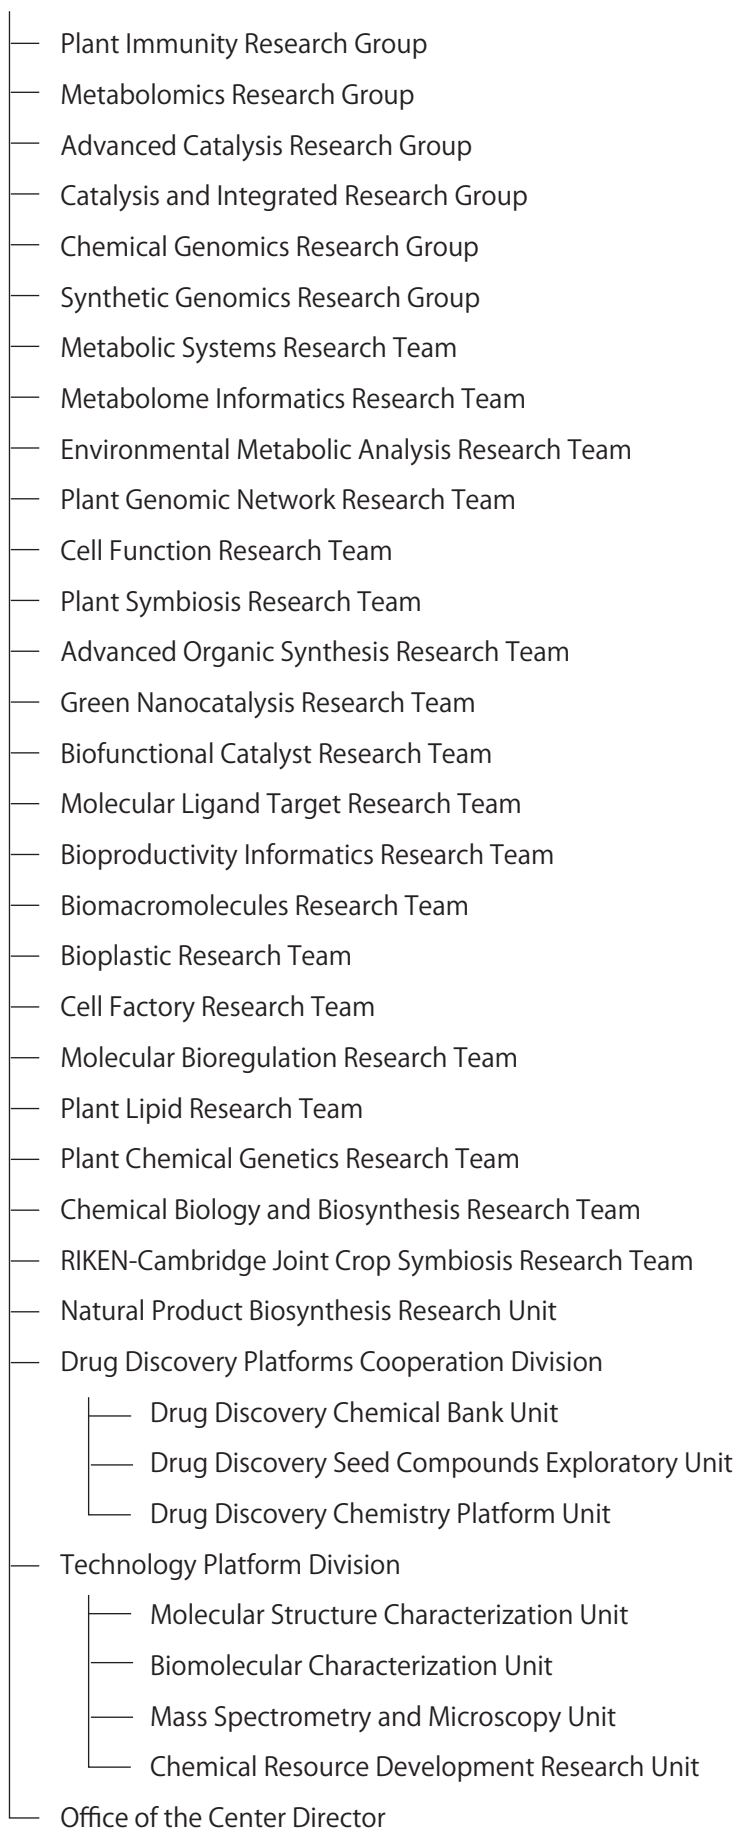 Plant Immunity Research Group
Metabolomics Research Group
Advanced Catalysis Research Group
Catalysis and Integrated Research Group
Chemical Genomics Research Group
Synthetic Genomics Research Group
Metabolic Systems Research Team
Metabolome Informatics Research Team
Environmental Metabolic Analysis Research Team
Plant Genomic Network Research Team
Cell Function Research Team
Plant Symbiosis Research Team
Advanced Organic Synthesis Research Team
Green Nanocatalysis Research Team
Biofunctional Catalyst Research Team
Molecular Ligand Target Research Team
Bioproductivity Informatics Research Team
Biomacromolecules Research Team
Bioplastic Research Team
Cell Factory Research Team
Molecular Bioregulation Research Team
Plant Lipid Research Team
Plant Chemical Genetics Research Team
Chemical Biology and Biosynthesis Research Team
RIKEN-Cambridge Joint Crop Symbiosis Research Team
Natural Product Biosynthesis Research Unit
Drug Discovery Platforms Cooperation Division
Drug Discovery Chemical Bank Unit
Drug Discovery Seed Compounds Exploratory Unit
Drug Discovery Chemistry Platform Unit
Technology Platform Division
Molecular Structure Characterization Unit
Biomolecular Characterization Unit
Mass Spectrometry and Microscopy Unit
Chemical Resource Development Research Unit
Office of the Center Director